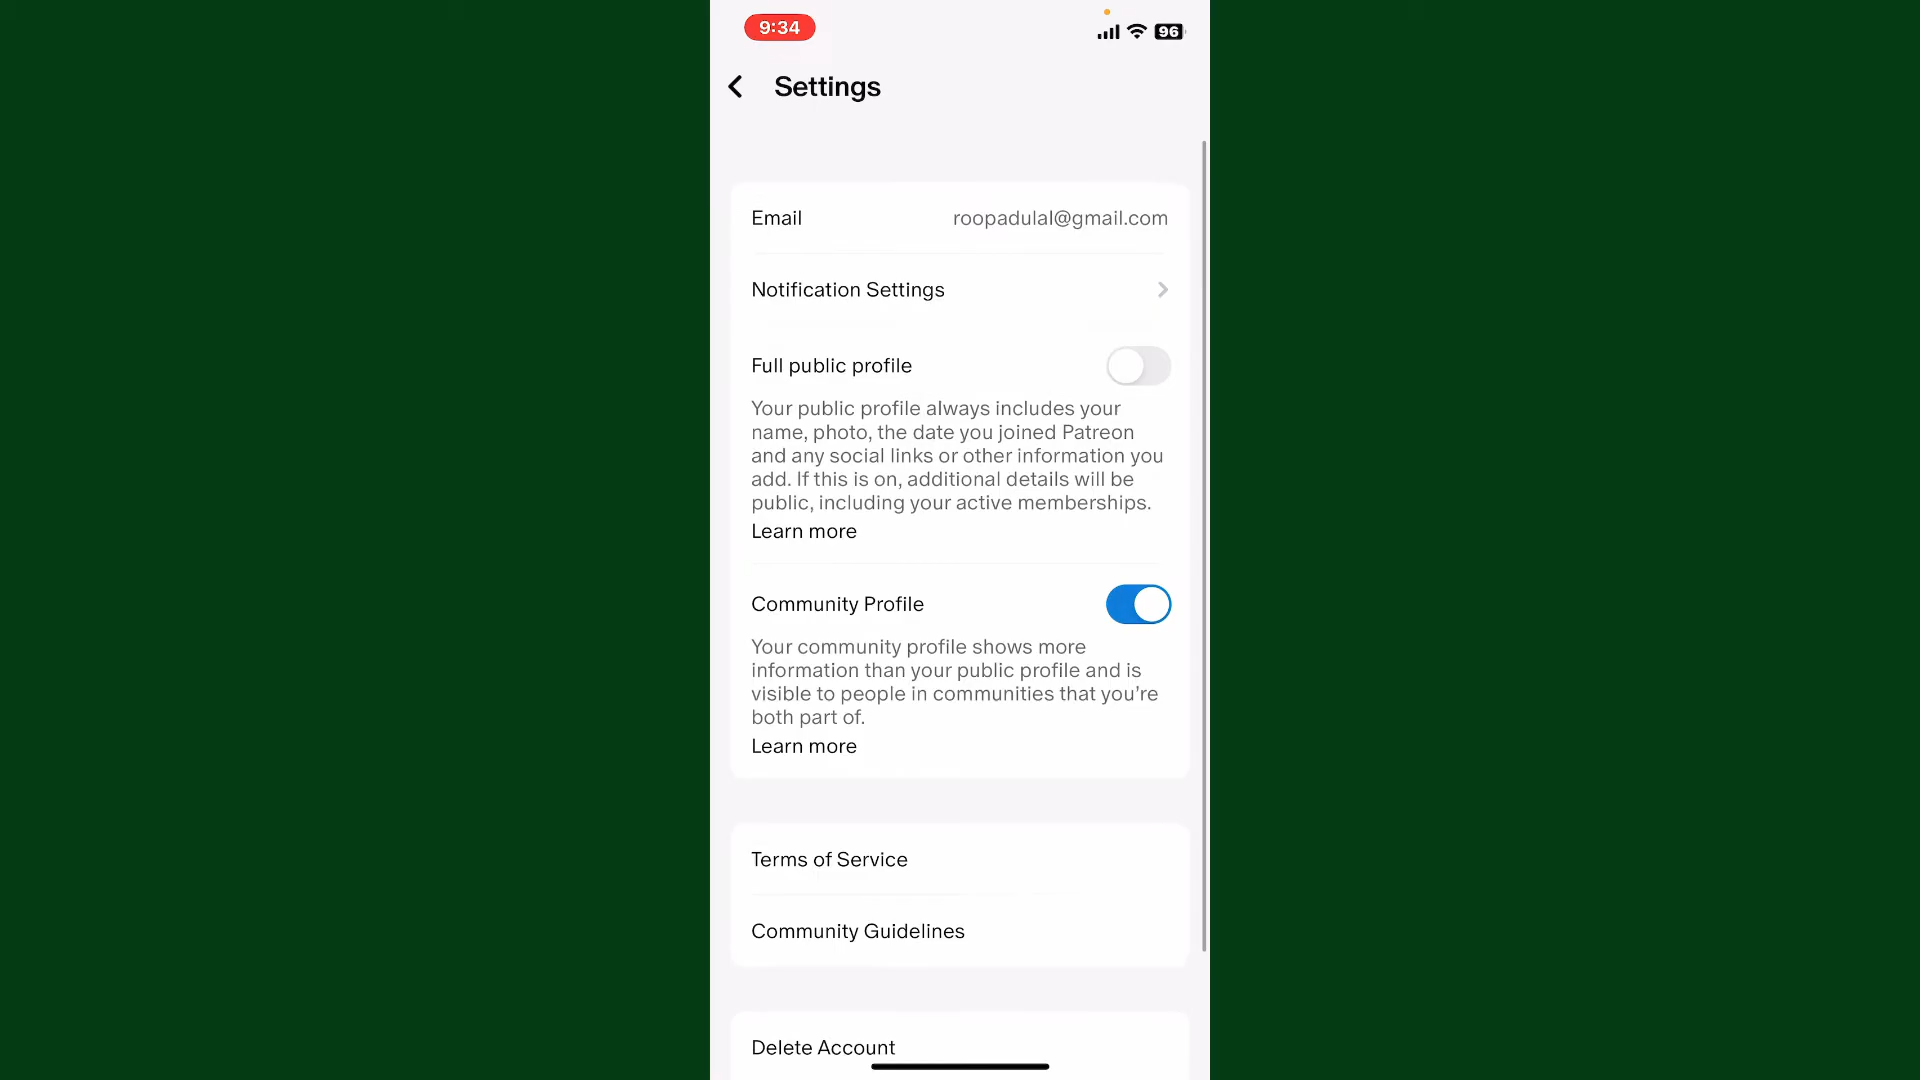 9:34
96
Settings
Email roopadulal@gmail.com
Notification Settings
Full public profile
Your public profile always includes your
name, photo, the date you joined Patreon
and any social links or other information you
add. If this is on, additional details will be
public, including your active memberships.
Learn more
Community Profile
Your community profile shows more
information than your public profile and is
visible to people in communities that you're
both part of.
Learn more
Terms of Service
Community Guidelines
Delete Account